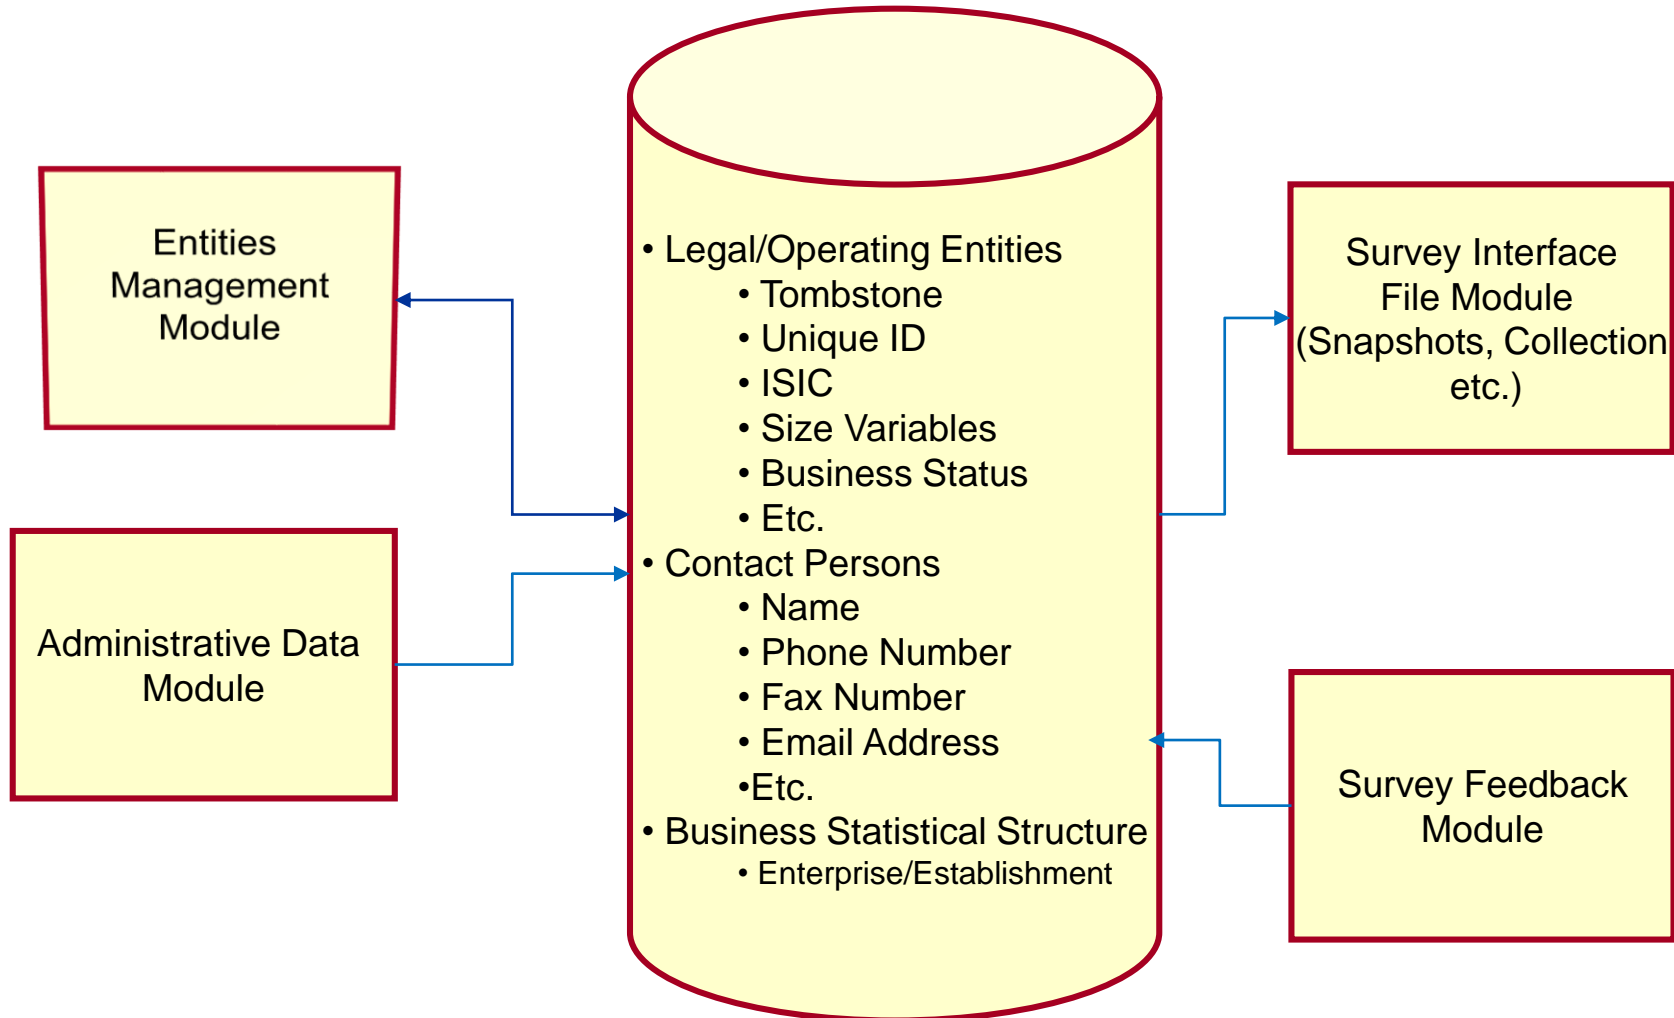 Entities
Management
Module
Administrative Data
Module
• Legal/Operating Entities
• Tombstone
• Unique ID
• ISIC
• Size Variables
• Business Status
• Etc.
• Contact Persons
• Name
• Phone Number
• Fax Number
• Email Address
•Etc.
• Business Statistical Structure
• Enterprise/Establishment
Survey Interface
File Module
(Snapshots, Collection
etc.)
Survey Feedback
Module